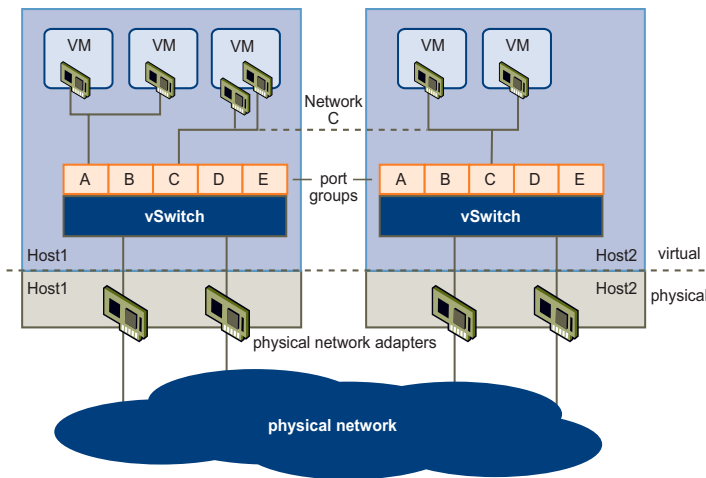 VM
VM
VM
VM
VM
Network
C
A B C D E
port
groups
A B C D E
vSwitch
vSwitch
Host1
Host2
virtual
Host1
Host2
physical
physical network adapters
physical network